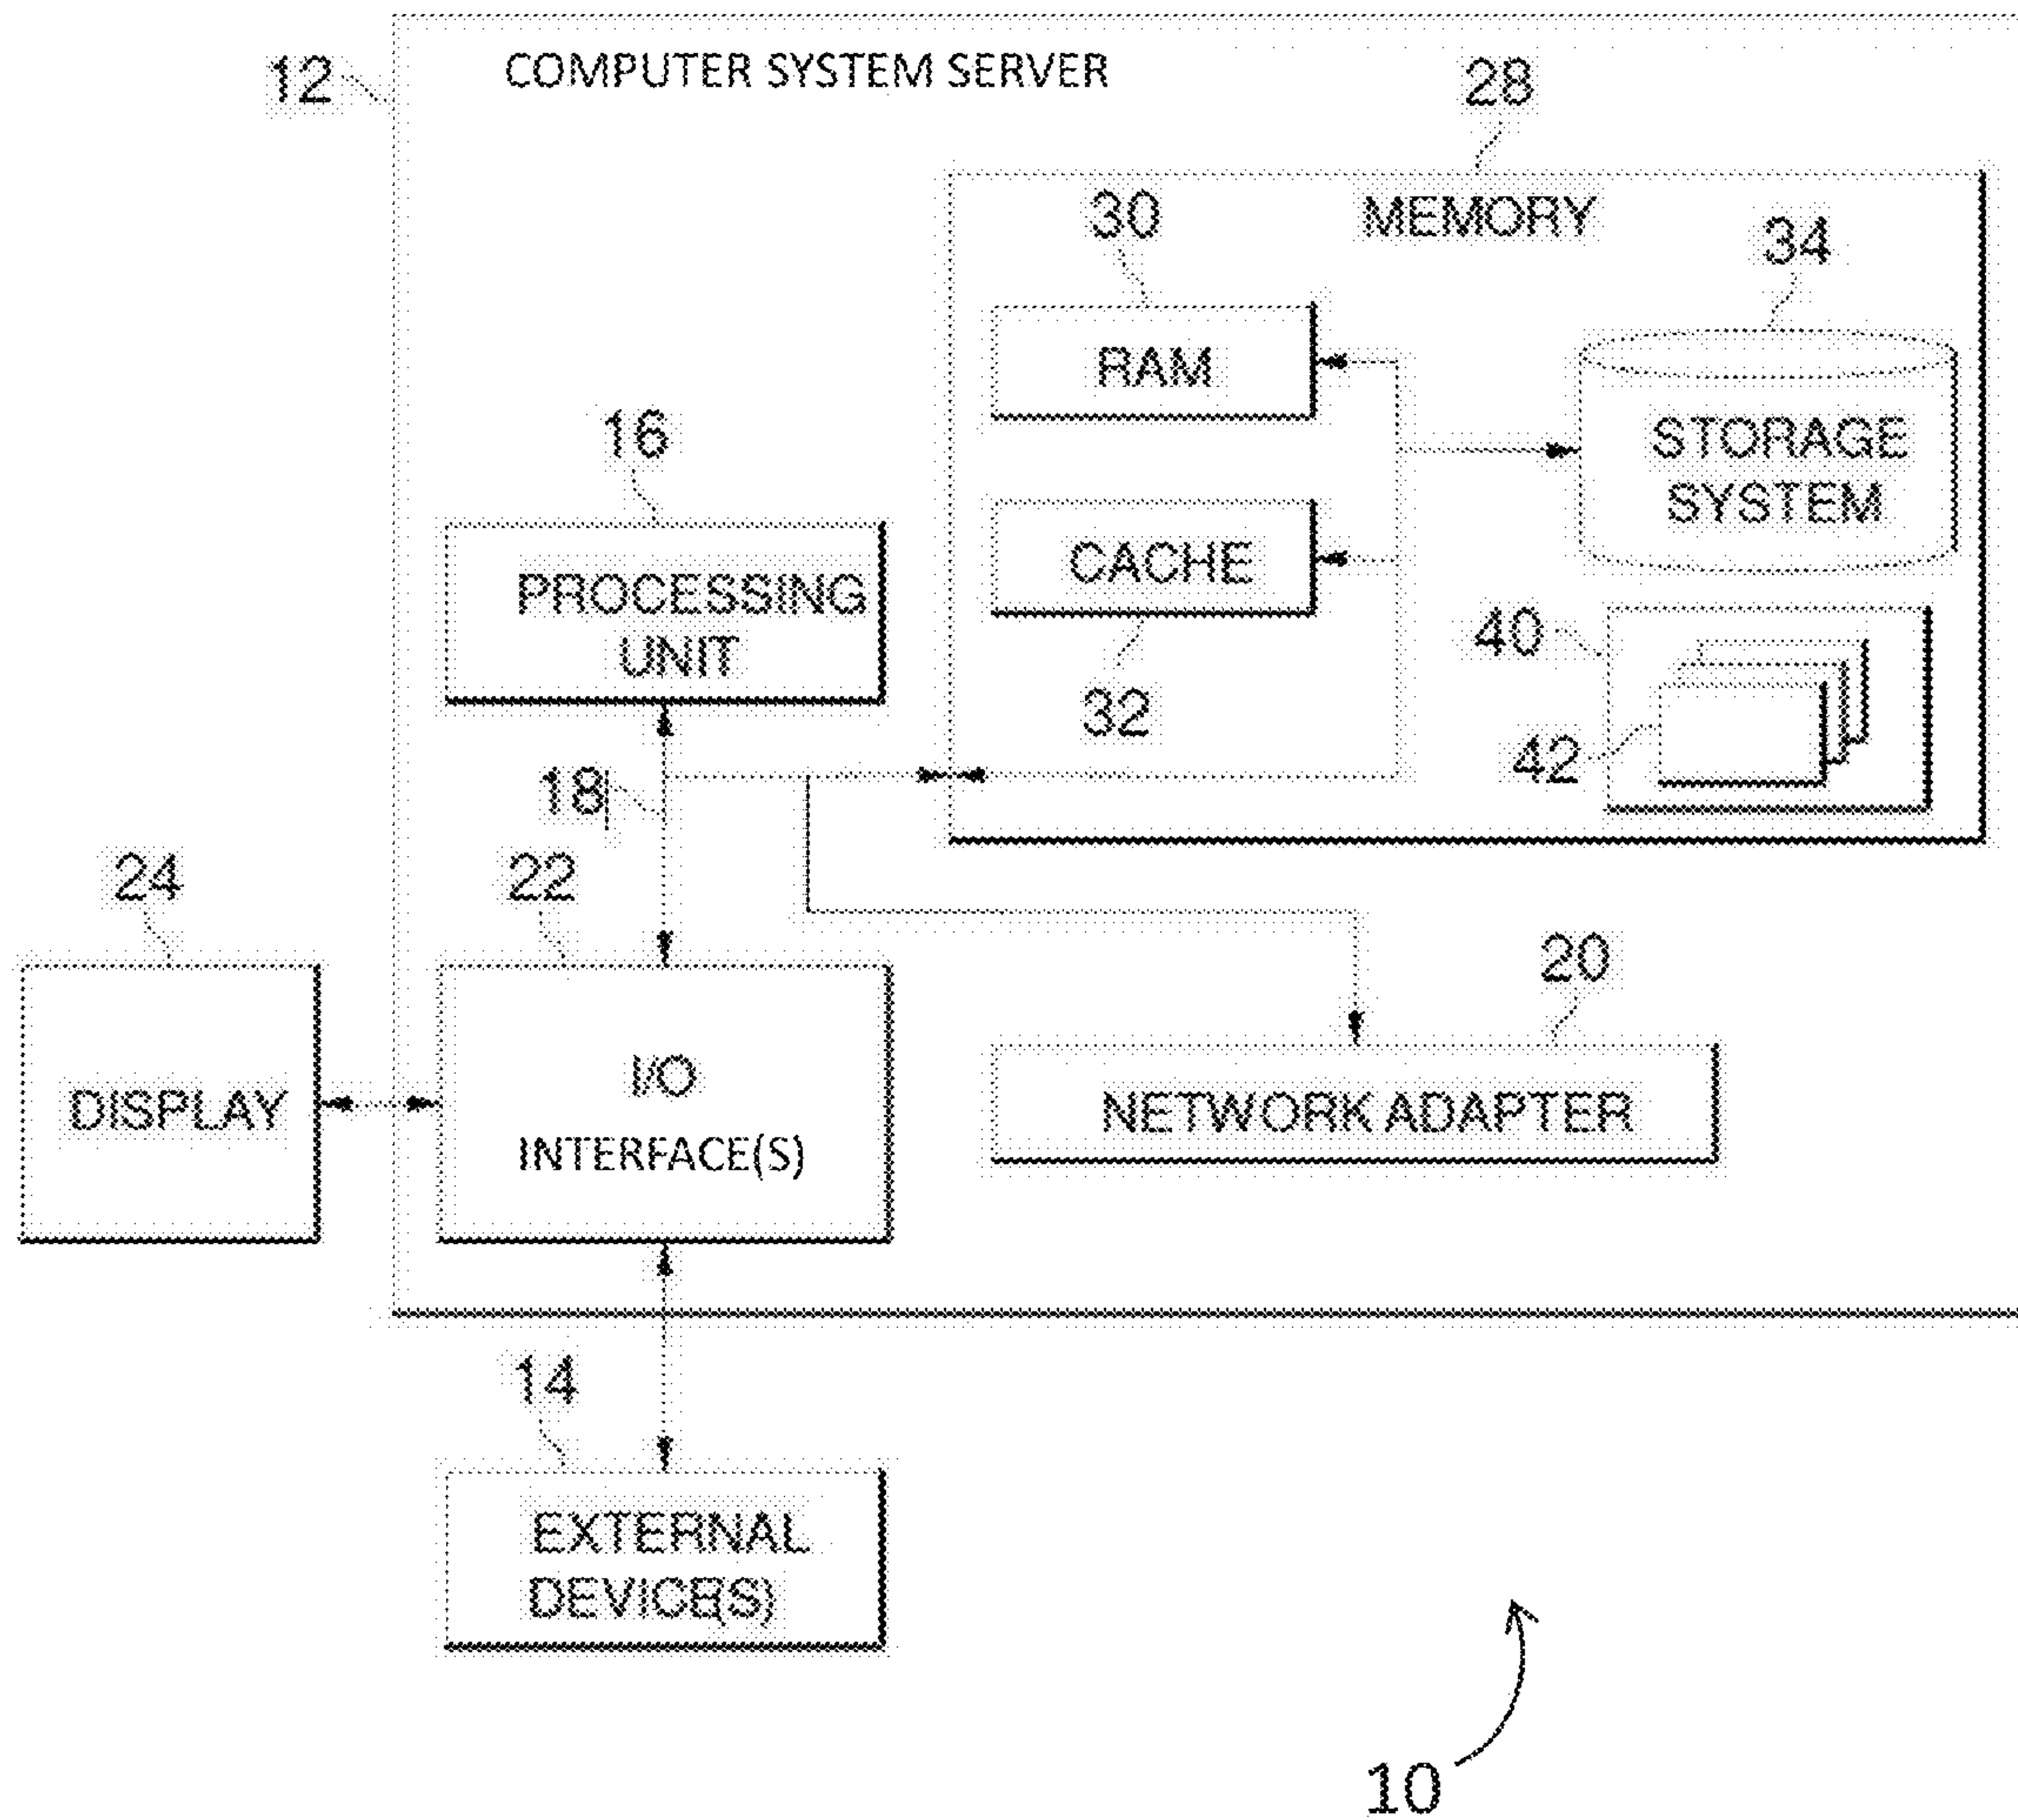 12
COMPUTER SYSTEM SERVER
28
MEMORY
30
34
RAM
STORAGE
SYSTEM
16
PROCESSING
UNIT
CACHE
32
40
42
18
24
22
20
DISPLAY
I/O
INTERFACE(S)
NETWORK ADAPTER
14
EXTERNAL
DEVICE(S)
10